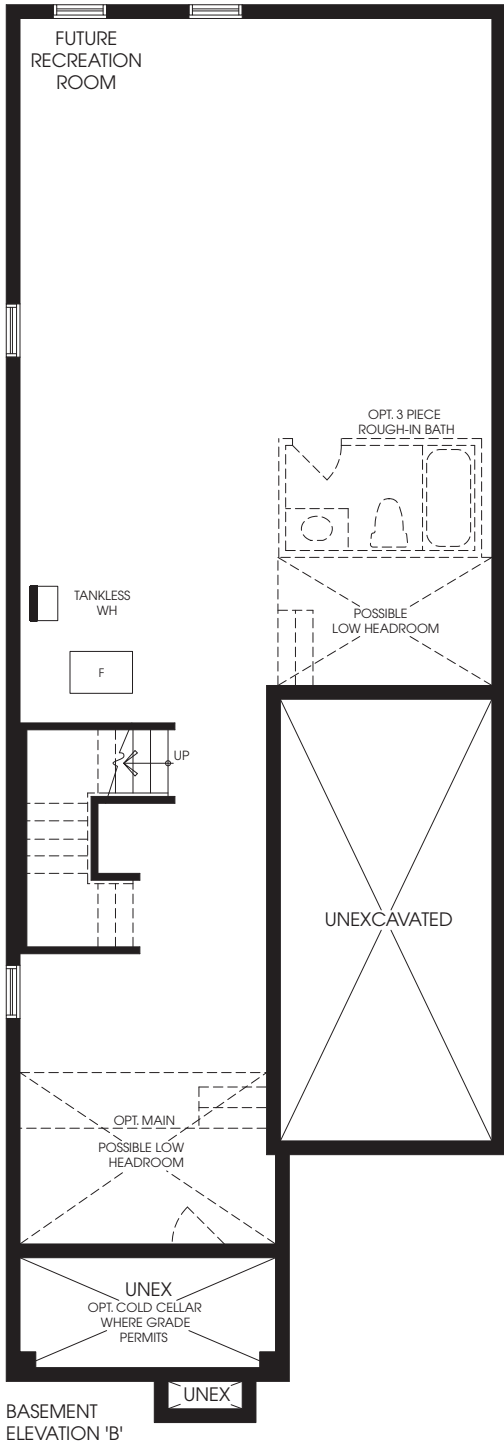 FUTURE
RECREATION
ROOM
OPT. 3 PIECE
ROUGH-IN BATH
TANKLESS
WH
POSSIBLE
LOW HEADROOM
F
UP
UNEXCAVATED
OPT. MAIN
POSSIBLE LOW
HEADROOM
UNEX
OPT. COLD CELLAR
WHERE GRADE
PERMITS
UNEX
BASEMENT
ELEVATION 'B'